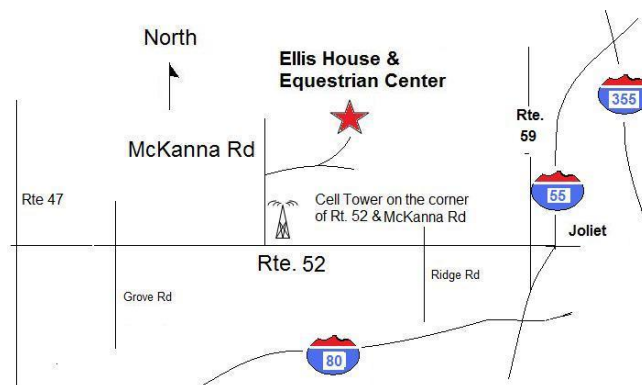 North
Ellis House &
Equestrian Center
355
Rte.
59
McKanna Rd
Rte 47
Cell Tower on the corner
of Rt. 52 & McKanna Rd
55
Joliet
Rte. 52
Ridge Rd
Grove Rd
80